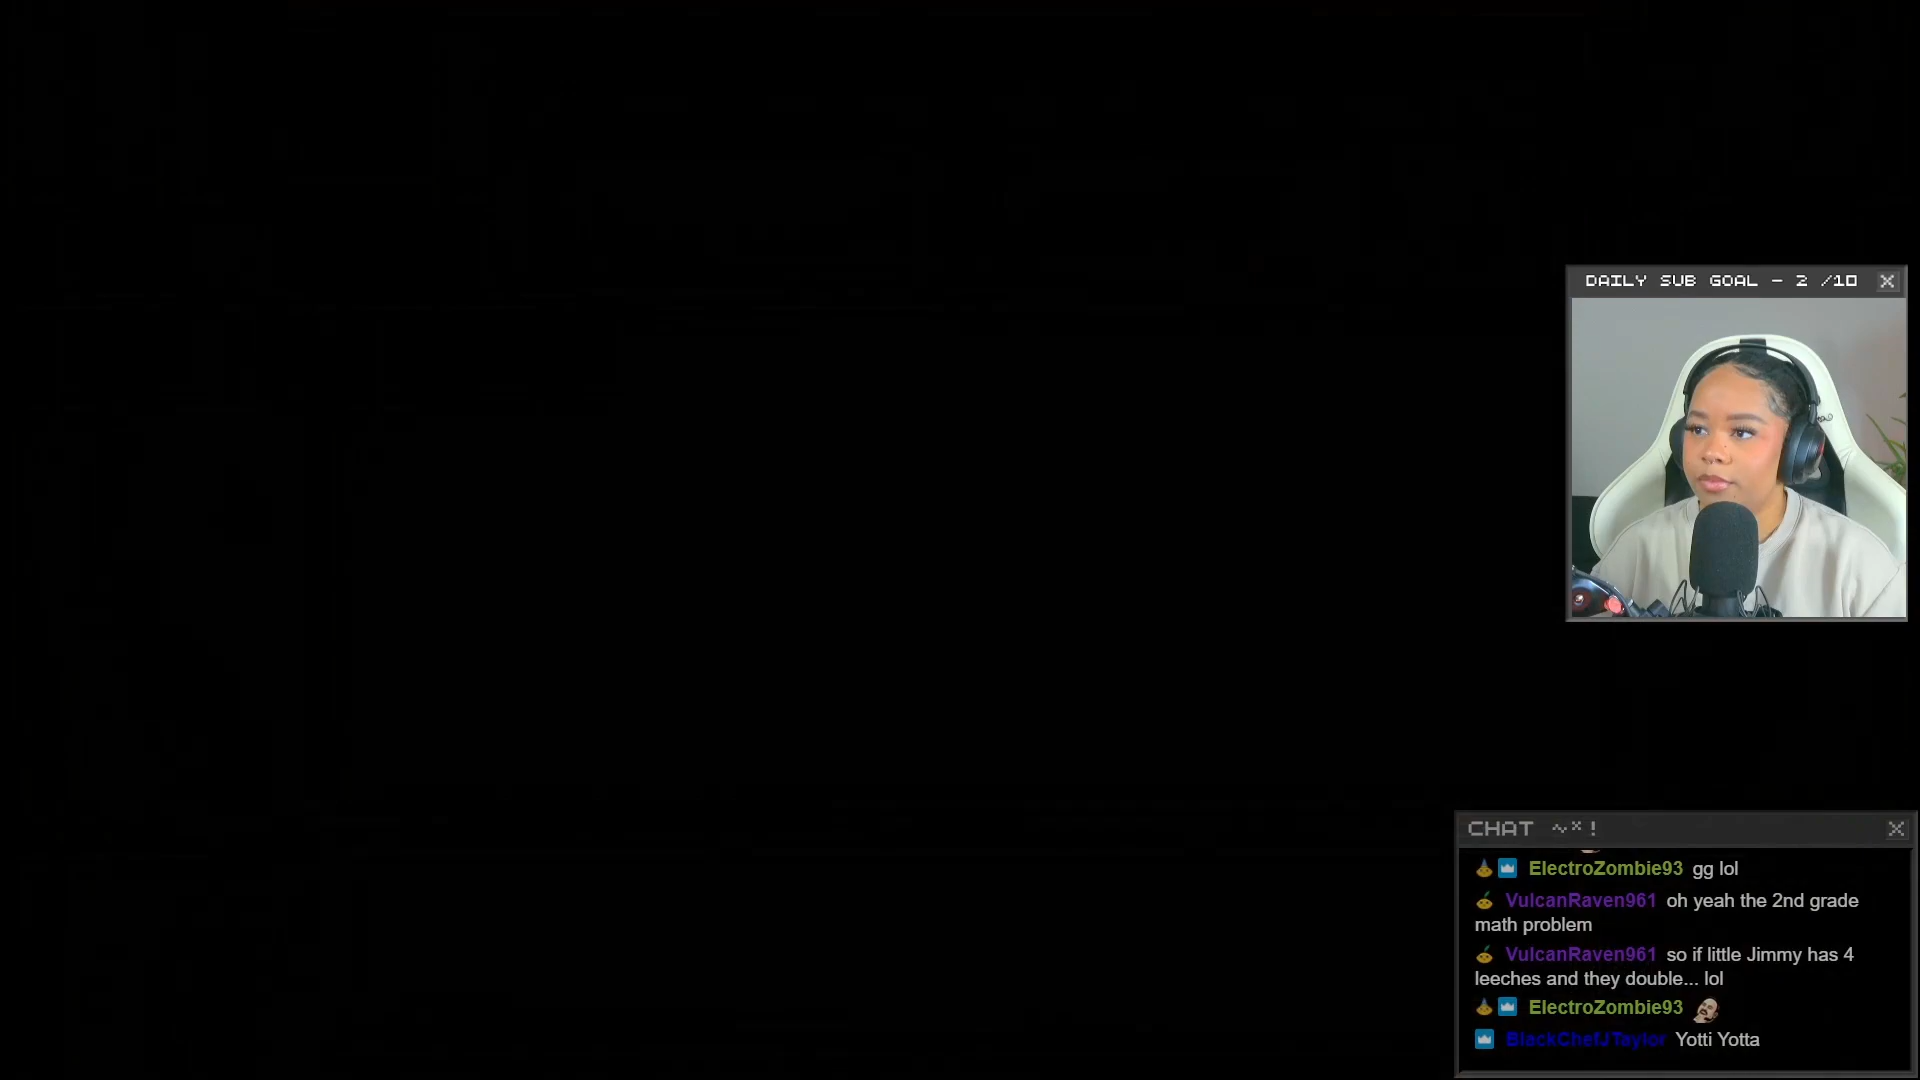 DAILY SUB GOAL - 2 /10
CHAT ~*!
ElectroZombie93 gg lol
VulcanRaven961 oh yeah the 2nd grade
math problem
VulcanRaven961 so if little Jimmy has 4
leeches and they double... lol
ElectroZombie93
BlackChefJTaylor Yotti Yotta